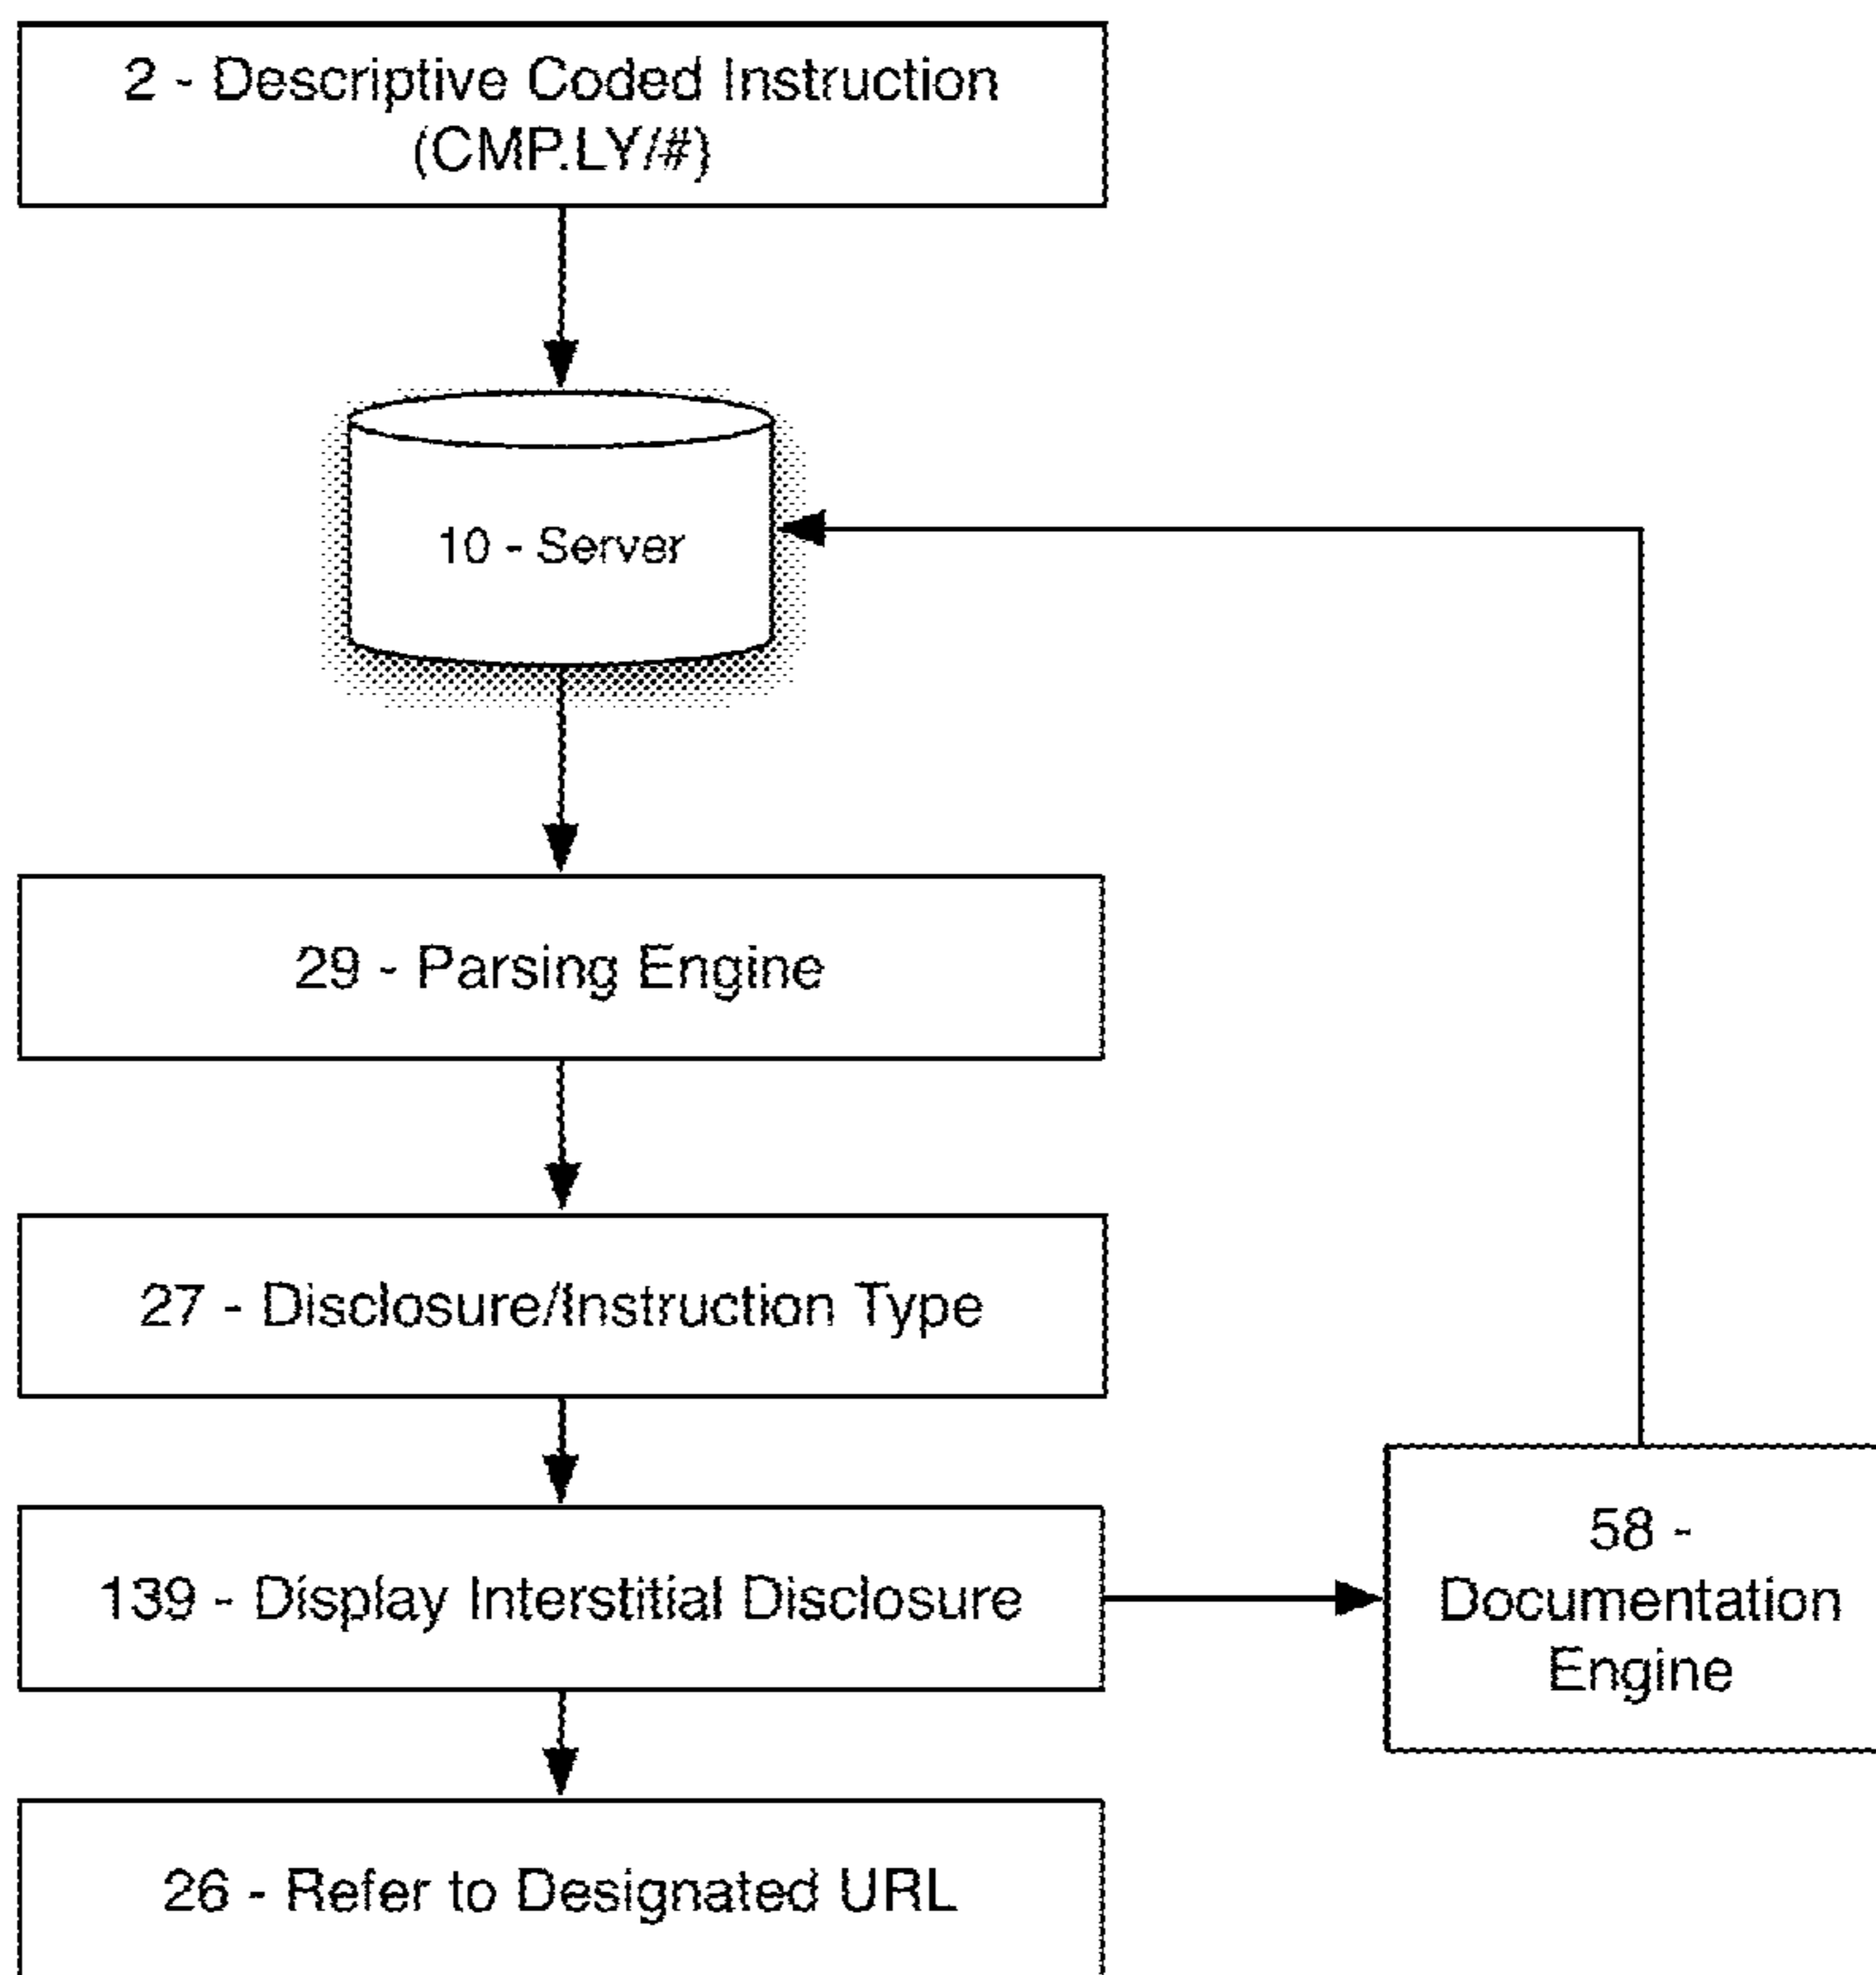 2 - Descriptive Coded Instruction
(CMP.LY/#)
10 - Server
29 - Parsing Engine
27 - Disclosure/Instruction Type
139 - Display Interstitial Disclosure
58 -
Documentation
Engine
26 - Refer to Designated URL